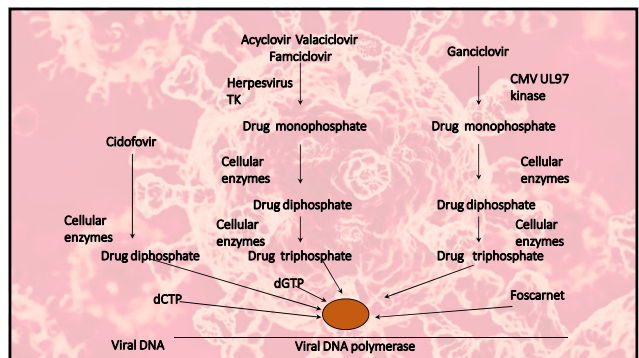 Acyclovir Valaciclovir
Famciclovir
Ganciclovir
Herpesvirus
TK
CMV UL97
kinase
Drug monophosphate
Drug monophosphate
Cidofovir
Cellular
enzymes
Cellular
enzymes
Drug diphosphate
Drug diphosphate
Cellular
enzymes
Cellular
enzymes
Cellular
enzymes
Drug diphosphate
Drug triphosphate
Drug triphosphate
dGTP
dCTP
Foscarnet
Viral DNA
Viral DNA polymerase